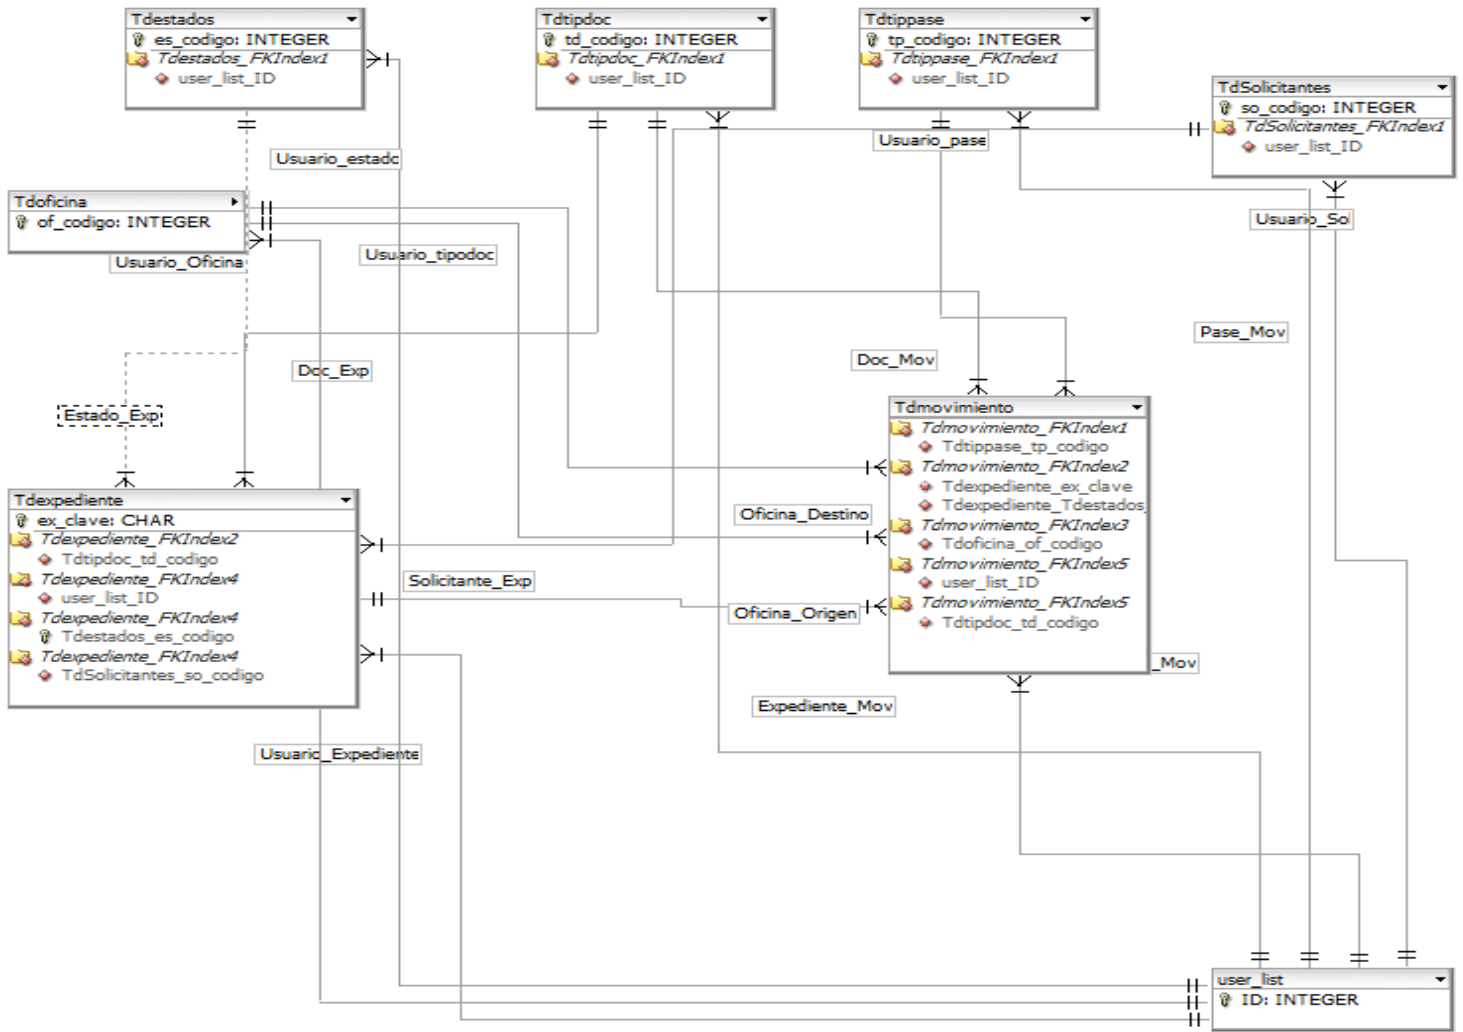 Tdestados
es_codigo: INTEGER
Tdestados_FKIndex1
user_list_ID
Tdtipdoc
td_codigo: INTEGER
Tdtipdoc_FKIndex1
user_list_ID
Tdtippase
tp_codigo: INTEGER
Tdtippase_FKIndex1
user_list_ID
TdSolicitantes
so_codigo: INTEGER
TdSolicitantes_FKIndex1
user_list_ID
Usuario_estado
Usuario_pase
Usuario_Sol
Tdoficina
of_codigo: INTEGER
Usuario_Oficina
Usuario_tipodoc
Pase_Mov
Doc_Mov
Doc_Exp
Estado_Exp
Tdmovimiento
Tdmovimiento_FKIndex1
Tdtippase_tp_codigo
Tdmovimiento_FKIndex2
Tdexpediente_ex_clave
Tdexpediente_Tdestados_
Tdmovimiento_FKIndex3
Tdoficina_of_codigo
Tdmovimiento_FKIndex5
user_list_ID
Tdmovimiento_FKIndex5
Tdtipdoc_td_codigo
Tdexpediente
ex_clave: CHAR
Tdexpediente_FKIndex2
Tdtipdoc_td_codigo
Tdexpediente_FKIndex4
user_list_ID
Tdexpediente_FKIndex4
Tdestados_es_codigo
Tdexpediente_FKIndex4
TdSolicitantes_so_codigo
Oficina_Destino
Solicitante_Exp
Oficina_Origen
_Mov
Expediente_Mov
Usuario_Expediente
user_list
ID: INTEGER